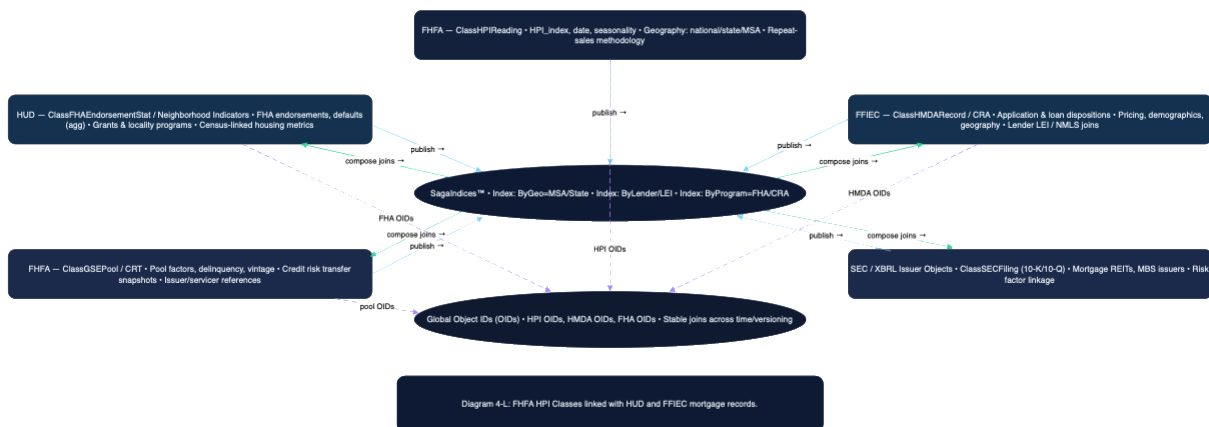 FHFA — ClassHPIReading • HPI_index, date, seasonality • Geography: national/state/MSA • Repeat-
sales methodology
publish →
HUD — ClassFHAEndorsementStat / Neighborhood Indicators • FHA endorsements, defaults
(agg) • Grants & locality programs • Census-linked housing metrics
FFIEC — ClassHMDARecord / CRA • Application & loan dispositions • Pricing, demographics,
geography • Lender LEI / NMLS joins
publish →
compose joins →
publish →
compose joins →
SagaIndices™ • Index: ByGeo=MSA/State • Index: ByLender/LEI • Index: ByProgram=FHA/CRA
FHA OIDs
HMDA OIDs
compose joins →
publish →
HPI OIDs
publish →
compose joins →
FHFA — ClassGSEPool / CRT • Pool factors, delinquency, vintage • Credit risk transfer
snapshots • Issuer/servicer references
SEC / XBRL Issuer Objects • ClassSECFiling (10-K/10-Q) • Mortgage REITs, MBS issuers • Risk
factor linkage
pool OIDs
Global Object IDs (OIDs) • HPI OIDs, HMDA OIDs, FHA OIDs • Stable joins across time/versioning
Diagram 4-L: FHFA HPI Classes linked with HUD and FFIEC mortgage records.